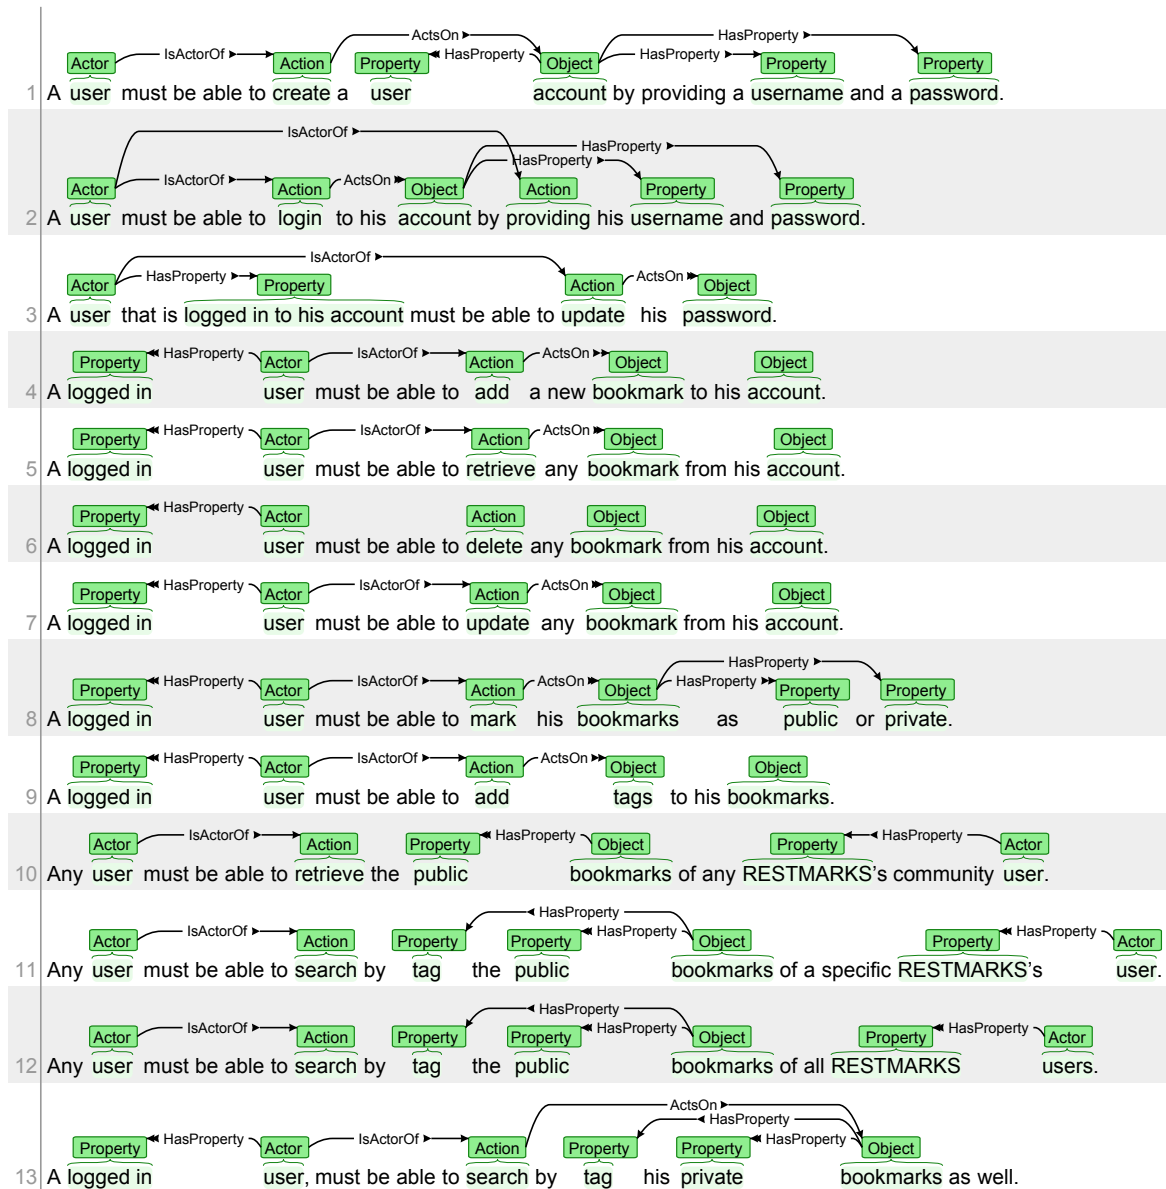 ActsOn HasProperty
IsActorOf HasProperty HasProperty
Actor Action Property Object Property Property
1 A user must be able to create a user account by providing a username and a password.
IsActorOf
HasProperty
HasProperty
IsActorOf ActsOn
Actor Action Object Action Property Property
2 A user must be able to login to his account by providing his username and password.
IsActorOf
HasProperty ActsOn
Actor Property Action Object
3 A user that is logged in to his account must be able to update his password.
HasProperty IsActorOf ActsOn
Property Actor Action Object Object
4 A logged in user must be able to add a new bookmark to his account.
HasProperty IsActorOf ActsOn
Property Actor Action Object Object
5 A logged in user must be able to retrieve any bookmark from his account.
HasProperty
Property Actor Action Object Object
6 A logged in user must be able to delete any bookmark from his account.
HasProperty IsActorOf ActsOn
Property Actor Action Object Object
7 A logged in user must be able to update any bookmark from his account.
HasProperty
HasProperty IsActorOf ActsOn HasProperty
Property Actor Action Object Property Property
8 A logged in user must be able to mark his bookmarks as public or private.
HasProperty IsActorOf ActsOn
Property Actor Action Object Object
9 A logged in user must be able to add tags to his bookmarks.
IsActorOf HasProperty HasProperty
Actor Action Property Object Property Actor
10 Any user must be able to retrieve the public bookmarks of any RESTMARKS's community user.
HasProperty
IsActorOf HasProperty HasProperty
Actor Action Property Property Object Property Actor
11 Any user must be able to search by tag the public bookmarks of a specific RESTMARKS's user.
HasProperty
IsActorOf HasProperty HasProperty
Actor Action Property Property Object Property Actor
12 Any user must be able to search by tag the public bookmarks of all RESTMARKS users.
ActsOn
HasProperty
HasProperty IsActorOf HasProperty
Property Actor Action Property Property Object
13 A logged in user, must be able to search by tag his private bookmarks as well.